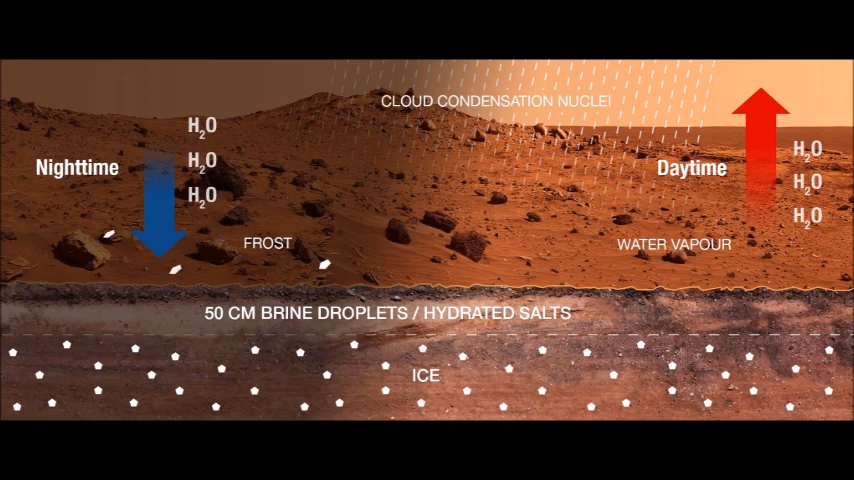 CLOUD CONDENSATION NUCLEI
H₂O
Nighttime
H₂O
H₂O
Daytime
H₂O
H₂O
H₂O
FROST
WATER VAPOUR
50 CM BRINE DROPLETS / HYDRATED SALTS
ICE